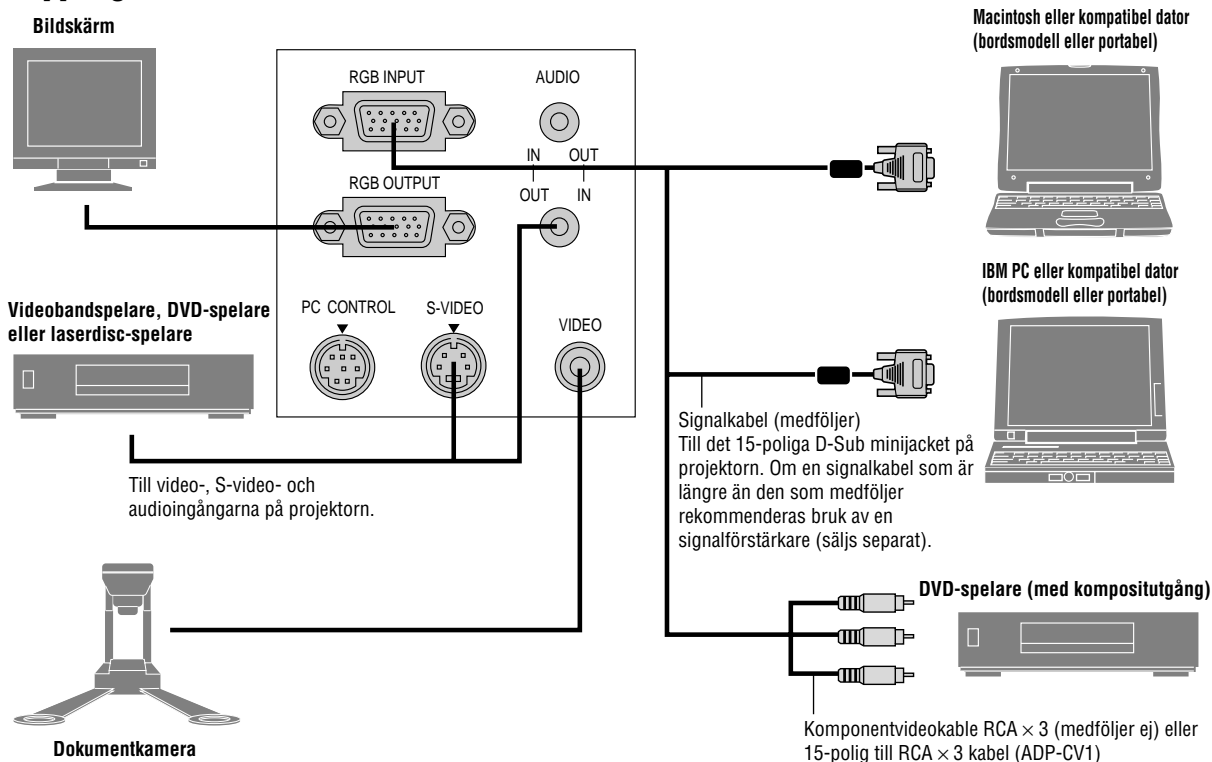 Bildskärm
RGB INPUT
AUDIO
IN OUT
OUT IN
RGB OUTPUT
PC CONTROL
S-VIDEO
VIDEO
Videobandspelare, DVD-spelare
eller laserdisc-spelare
Till video-, S-video- och
audioingångarna på projektorn.
Dokumentkamera
Macintosh eller kompatibel dator
(bordsmodell eller portabel)
IBM PC eller kompatibel dator
(bordsmodell eller portabel)
Signalkabel (medföljer)
Till det 15-poliga D-Sub minijacket på
projektorn. Om en signalkabel som är
längre än den som medföljer
rekommenderas bruk av en
signalförstärkare (säljs separat).
DVD-spelare (med kompositutgång)
Komponentvideokable RCA × 3 (medföljer ej) eller
15-polig till RCA × 3 kabel (ADP-CV1)